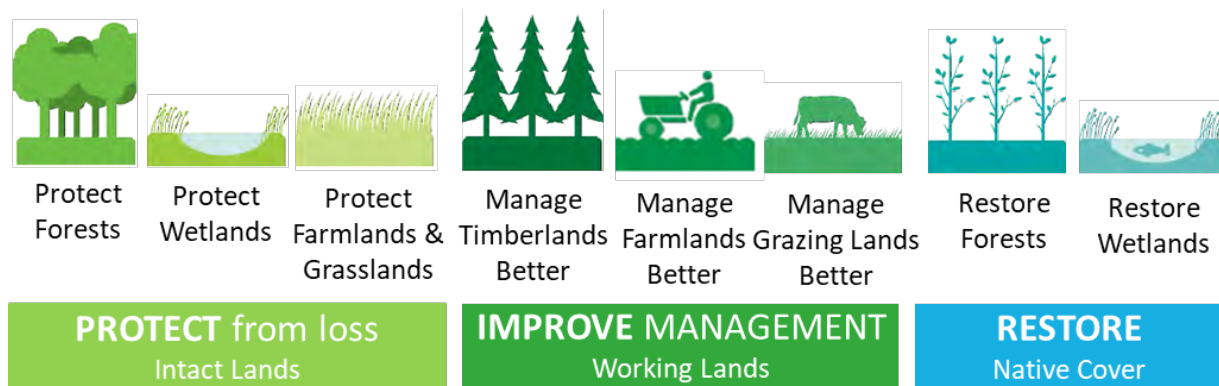 Protect
Forests
Protect
Wetlands
Protect
Farmlands &
Grasslands
Manage
Timberlands
Better
Manage
Farmlands
Better
Manage
Grazing Lands
Better
Restore
Forests
Restore
Wetlands
PROTECT from loss
Intact Lands
IMPROVE MANAGEMENT
Working Lands
RESTORE
Native Cover